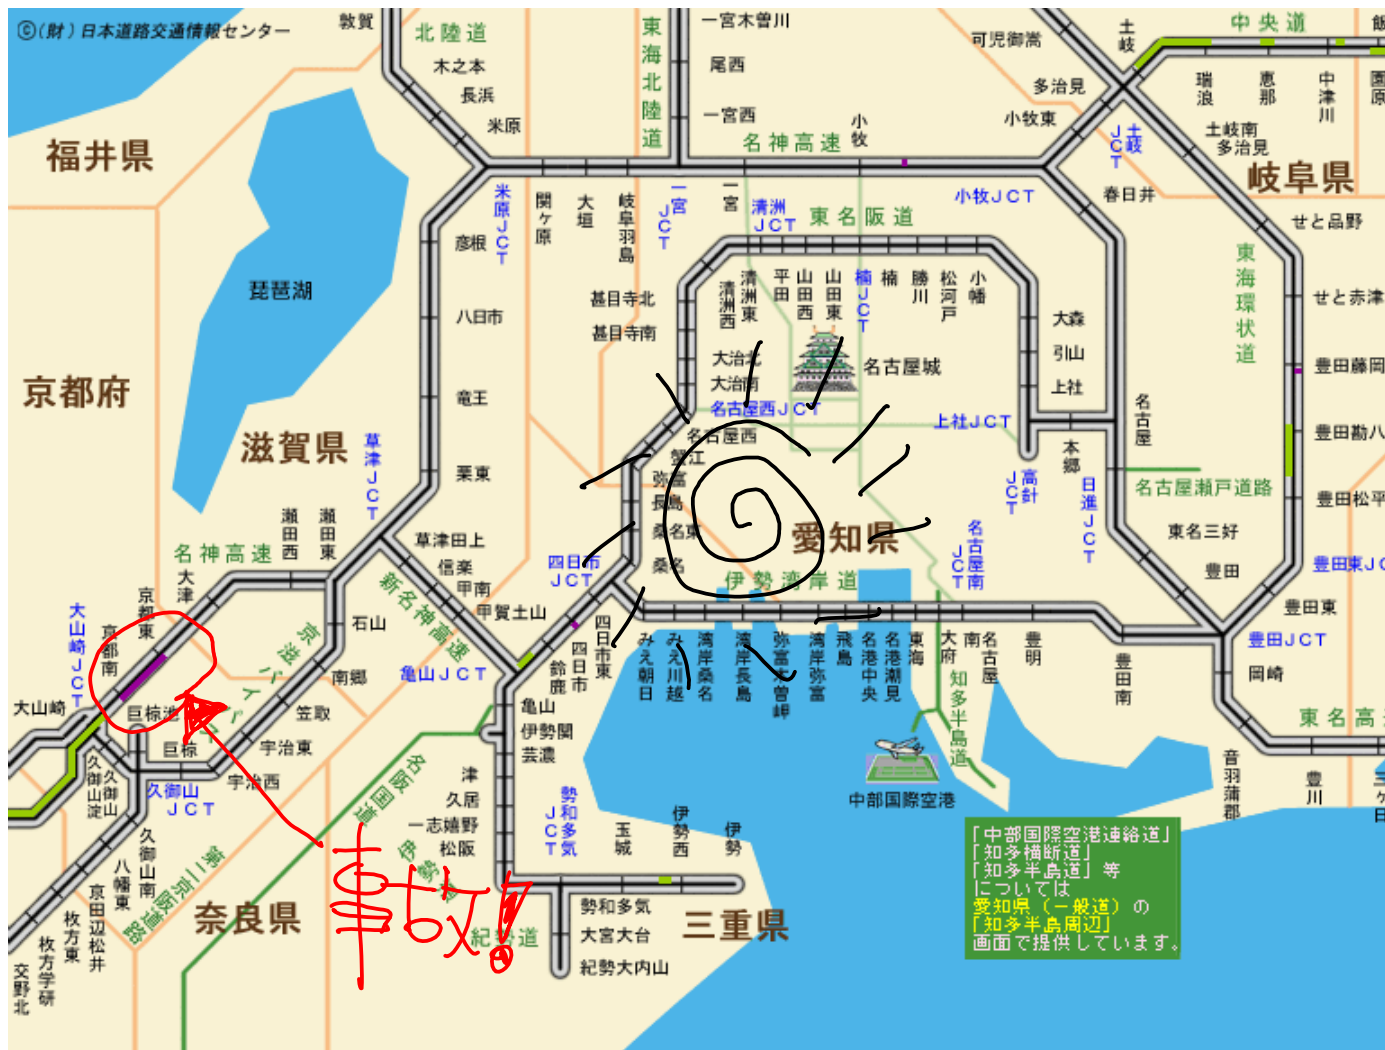 ©(財)日本道路交通情報センター
敦賀
北陸道
木之本
長浜
米原
東海北陸道
一宮木曽川
尾西
一宮西
名神高速
小牧
可児御嵩
多治見
小牧東
土岐
中央道
瑞浪
恵那
中津川
園原
飯
土岐JCT
土岐南多治見
岐阜県
福井県
米原JCT
関ヶ原
大垣
岐阜羽島
一宮JCT
一宮
清洲JCT
東名阪道
小牧JCT
春日井
せと品野
東海環状道
せと赤津
豊田藤岡
豊田勘八
豊田松平
豊田東JC
豊田東
彦根
琵琶湖
八日市
竜王
栗東
京都府
滋賀県
草津JCT
甚目寺北
甚目寺南
清洲西
清洲東
平田
山田西
山田東
楠JCT
楠
勝川
松河戸
小幡
大森
引山
上社
大治北
大治南
名古屋城
名古屋西JCT
名古屋西
蟹江
弥富
長島
桑名東
桑名
上社JCT
本郷
名古屋
高針JCT
日進JCT
名古屋瀬戸道路
東名三好
豊田
愛知県
名古屋南JCT
四日市JCT
伊勢湾岸道
瀬田西
瀬田東
名神高速
大津
京都東
京都南
大山崎JCT
大山崎
草津田上
信楽
甲南
甲賀土山
新名神高速
亀山JCT
石山
南郷
笠取
宇治東
宇治西
京滋バイパス
巨椋池
巨椋
久御山淀
久御山
久御山JCT
久御山南
八幡東
京田辺松井
枚方東
枚方学研
交野北
第二京阪道路
奈良県
鈴鹿
四日市
四日市東
みえ朝日
みえ川越
湾岸桑名
湾岸長島
弥富木曽岬
湾岸弥富
飛島
名港中央
名港潮見
東海
大府
名古屋南
豊明
豊田南
豊田JCT
岡崎
東名高
音羽蒲郡
豊川
三ヶ日
知多半島道
中部国際空港
亀山
伊勢関
芸濃
津
久居
一志嬉野
松阪
名阪国道
伊勢道
勢和多気JCT
玉城
伊勢西
伊勢
勢和多気
大宮大台
紀勢大内山
紀勢道
三重県
事故!
「中部国際空港連絡道」
「知多横断道」
「知多半島道」等
については
愛知県(一般道)の
「知多半島周辺」
画面で提供しています。